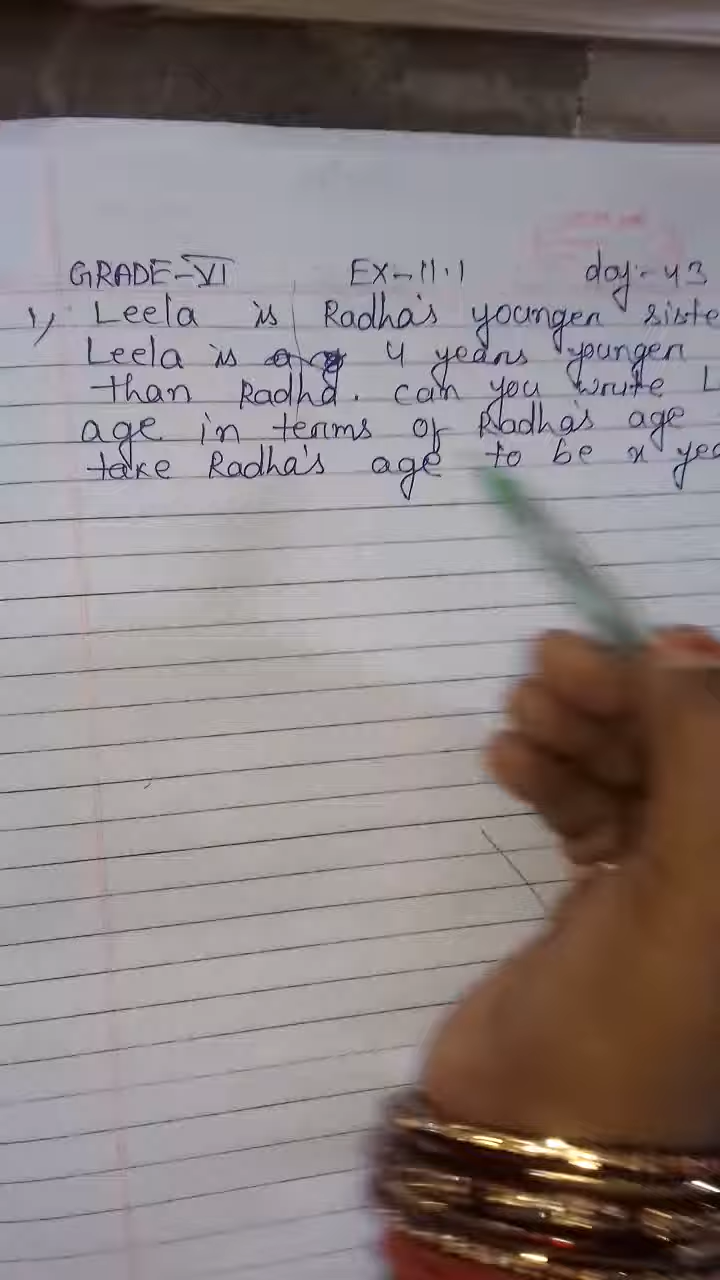 GRADE-VI EX-11.1 day-43
1) Leela is Radha's younger siste
Leela is 4 years younger
than Radha. can you write L
age in terms of Radha's age
take Radha's age to be x yea